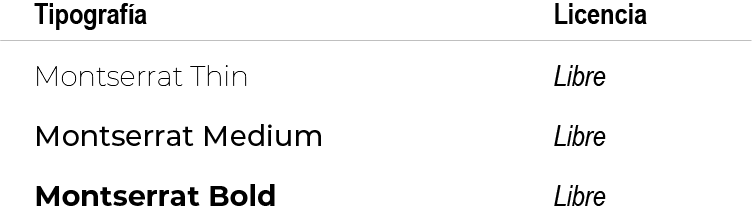 Tipografía Licencia
Montserrat Thin Libre
Montserrat Medium Libre
Montserrat Bold Libre